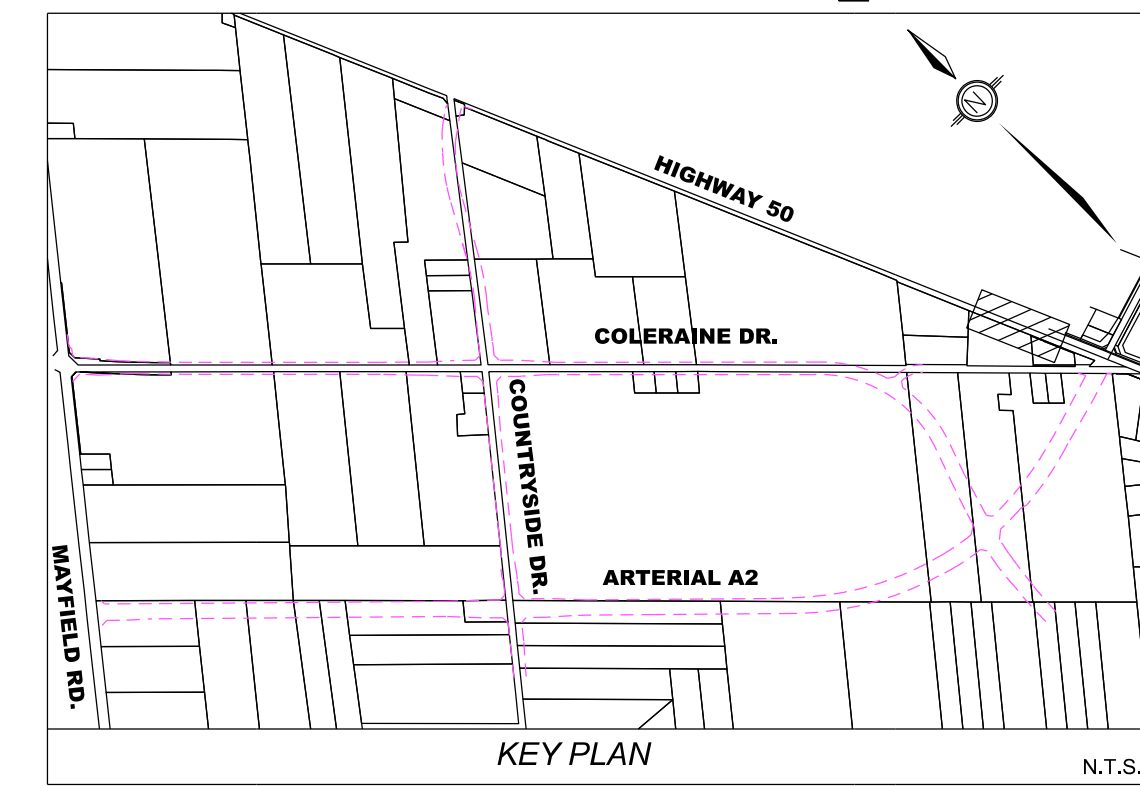 N
HIGHWAY 50
COLERAINE DR.
COUNTRYSIDE DR.
MAYFIELD RD.
ARTERIAL A2
KEY PLAN
N.T.S.